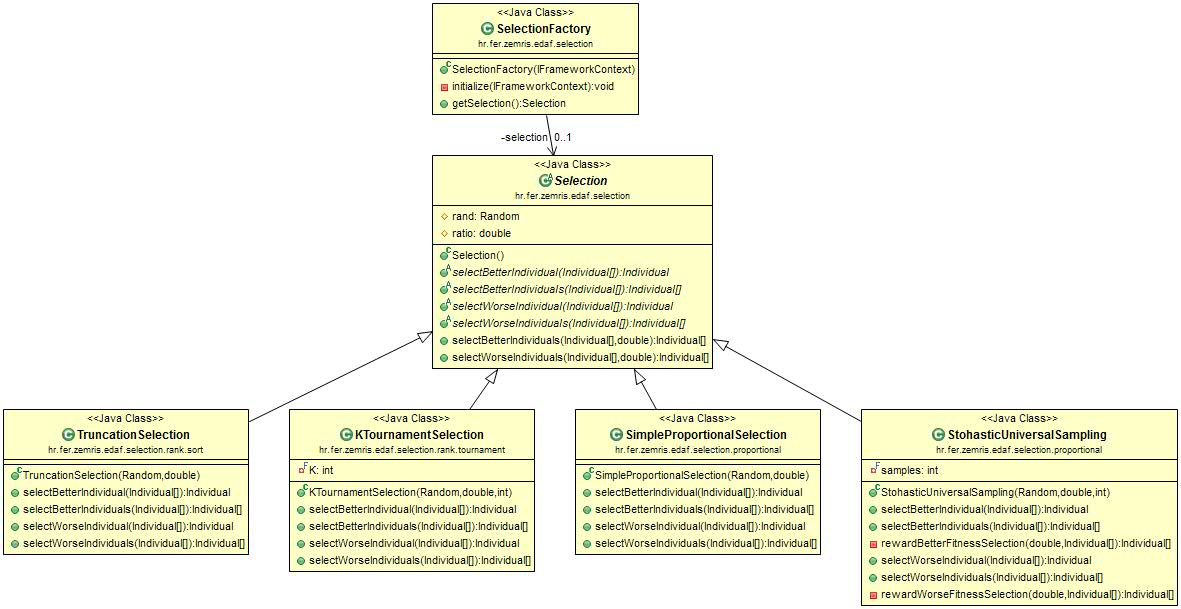 <<Java Class>>
SelectionFactory
hr.fer.zemris.edaf.selection
SelectionFactory(IFrameworkContext)
initialize(IFrameworkContext):void
getSelection():Selection
-selection 0..1
<<Java Class>>
Selection
hr.fer.zemris.edaf.selection
rand: Random
ratio: double
Selection()
selectBetterIndividual(Individual[]):Individual
selectBetterIndividuals(Individual[]):Individual[]
selectWorseIndividual(Individual[]):Individual
selectWorseIndividuals(Individual[]):Individual[]
selectBetterIndividuals(Individual[],double):Individual[]
selectWorseIndividuals(Individual[],double):Individual[]
<<Java Class>>
TruncationSelection
hr.fer.zemris.edaf.selection.rank.sort
TruncationSelection(Random,double)
selectBetterIndividual(Individual[]):Individual
selectBetterIndividuals(Individual[]):Individual[]
selectWorseIndividual(Individual[]):Individual
selectWorseIndividuals(Individual[]):Individual[]
<<Java Class>>
KTournamentSelection
hr.fer.zemris.edaf.selection.rank.tournament
K: int
KTournamentSelection(Random,double,int)
selectBetterIndividual(Individual[]):Individual
selectBetterIndividuals(Individual[]):Individual[]
selectWorseIndividual(Individual[]):Individual
selectWorseIndividuals(Individual[]):Individual[]
<<Java Class>>
SimpleProportionalSelection
hr.fer.zemris.edaf.selection.proportional
SimpleProportionalSelection(Random,double)
selectBetterIndividual(Individual[]):Individual
selectBetterIndividuals(Individual[]):Individual[]
selectWorseIndividual(Individual[]):Individual
selectWorseIndividuals(Individual[]):Individual[]
<<Java Class>>
StohasticUniversalSampling
hr.fer.zemris.edaf.selection.proportional
samples: int
StohasticUniversalSampling(Random,double,int)
selectBetterIndividual(Individual[]):Individual
selectBetterIndividuals(Individual[]):Individual[]
rewardBetterFitnessSelection(double,Individual[]):Individual[]
selectWorseIndividual(Individual[]):Individual
selectWorseIndividuals(Individual[]):Individual[]
rewardWorseFitnessSelection(double,Individual[]):Individual[]